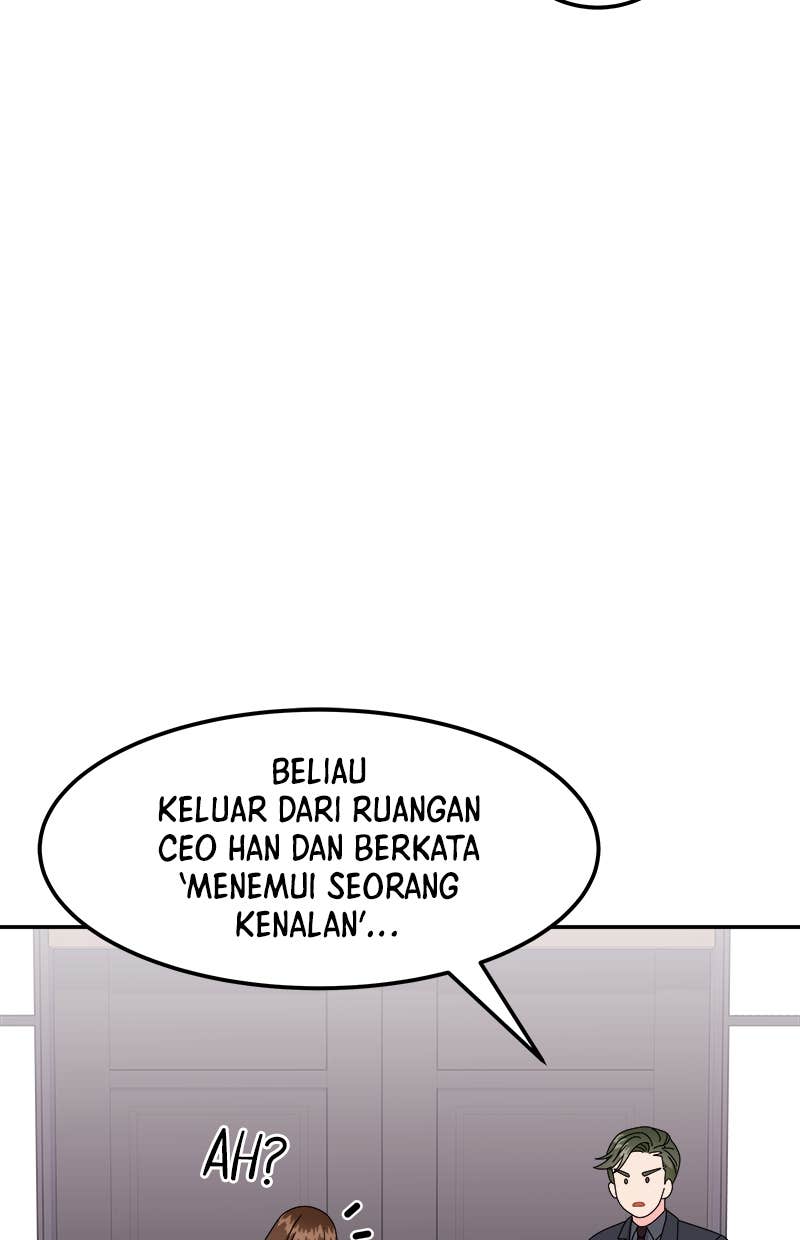 BELIAU
KELUAR DARI RUANGAN
CEO HAN DAN BERKATA
‘MENEMUI SEORANG
KENALAN’...
AH?